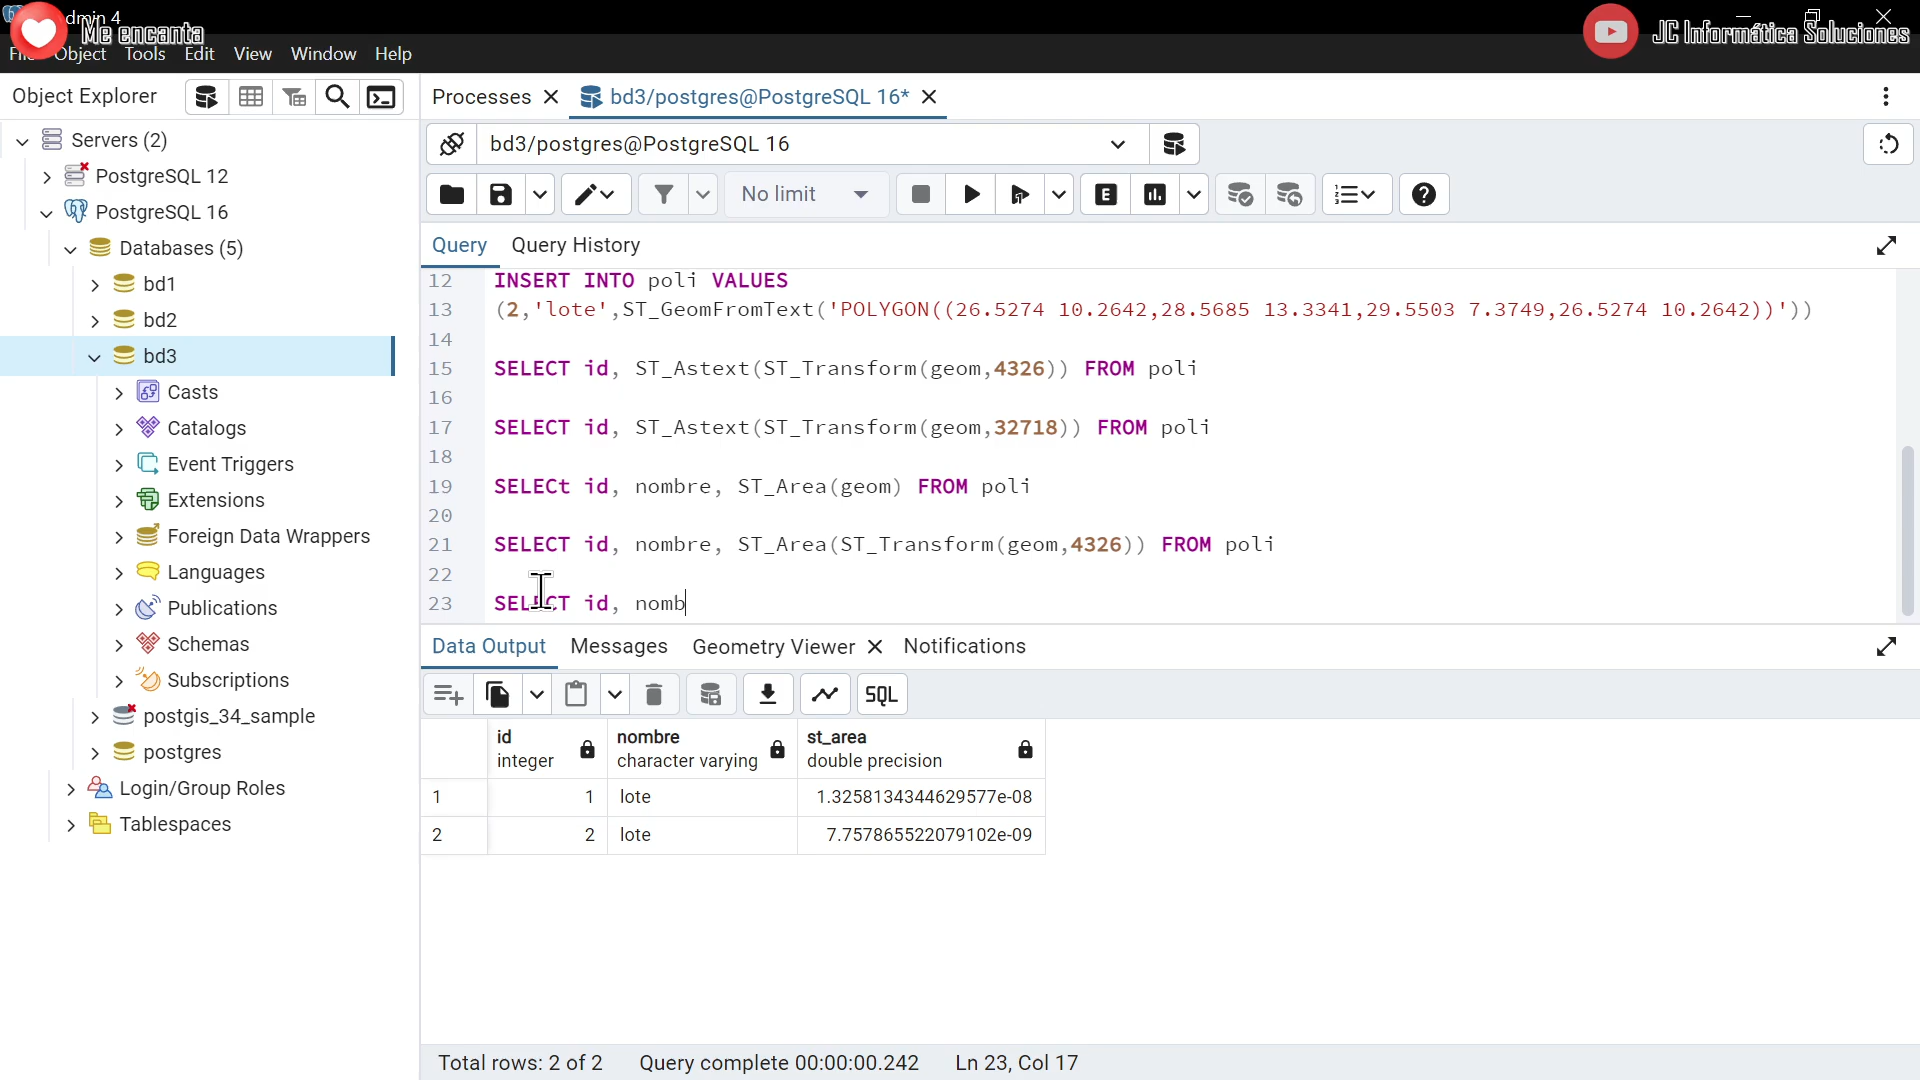 dmin 4
Me encanta
JC Informática Soluciones
Object Tools Edit View Window Help
Object Explorer
Processes
bd3/postgres@PostgreSQL 16*
Servers (2)
PostgreSQL 12
PostgreSQL 16
Databases (5)
bd1
bd2
bd3
Casts
Catalogs
Event Triggers
Extensions
Foreign Data Wrappers
Languages
Publications
Schemas
Subscriptions
postgis_34_sample
postgres
Login/Group Roles
Tablespaces
bd3/postgres@PostgreSQL 16
No limit
E
Query Query History
12 INSERT INTO poli VALUES
13 (2,'lote',ST_GeomFromText('POLYGON((26.5274 10.2642,28.5685 13.3341,29.5503 7.3749,26.5274 10.2642))'))
14
15 SELECT id, ST_Astext(ST_Transform(geom,4326)) FROM poli
16
17 SELECT id, ST_Astext(ST_Transform(geom,32718)) FROM poli
18
19 SELECt id, nombre, ST_Area(geom) FROM poli
20
21 SELECT id, nombre, ST_Area(ST_Transform(geom,4326)) FROM poli
22
23 SELECT id, nomb
Data Output Messages Geometry Viewer Notifications
SQL
id nombre st_area
integer character varying double precision
1 1 lote 1.3258134344629577e-08
2 2 lote 7.757865522079102e-09
Total rows: 2 of 2 Query complete 00:00:00.242 Ln 23, Col 17